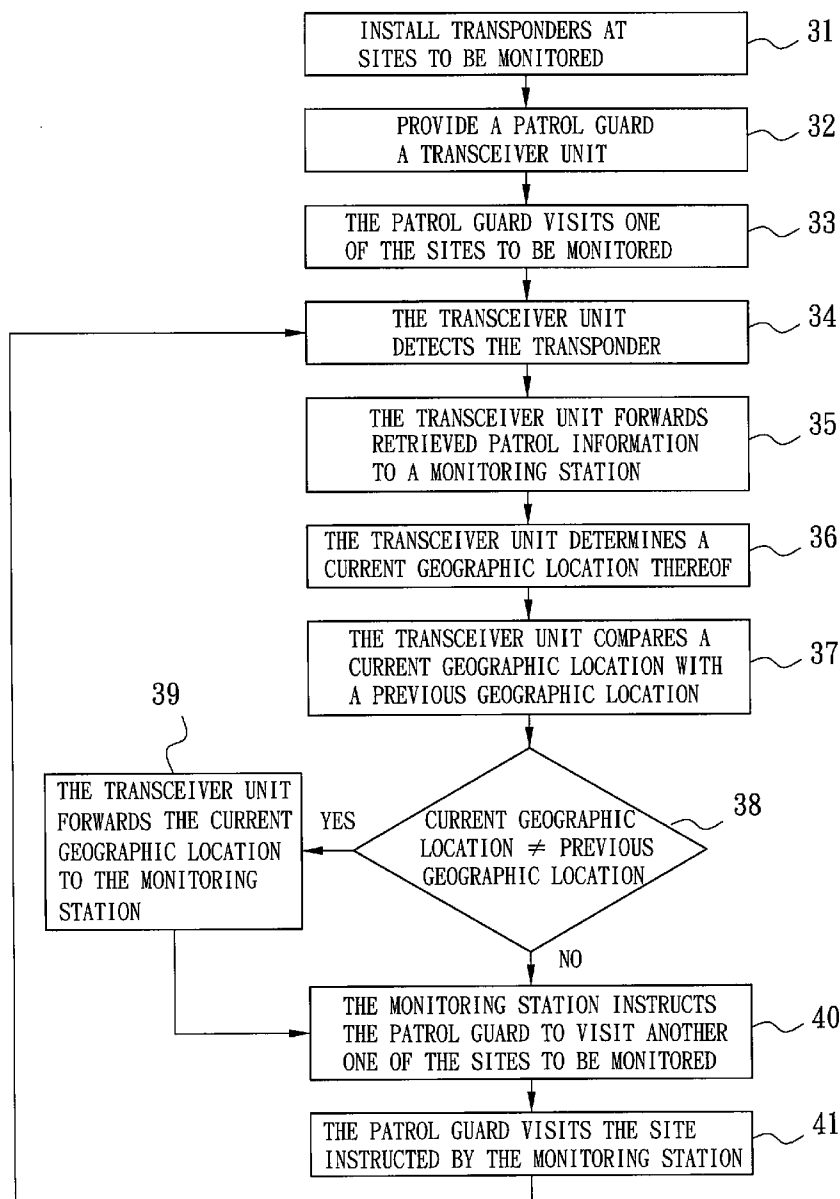 INSTALL TRANSPONDERS AT
SITES TO BE MONITORED
31
PROVIDE A PATROL GUARD
A TRANSCEIVER UNIT
32
THE PATROL GUARD VISITS ONE
OF THE SITES TO BE MONITORED
33
THE TRANSCEIVER UNIT
DETECTS THE TRANSPONDER
34
THE TRANSCEIVER UNIT FORWARDS
RETRIEVED PATROL INFORMATION
TO A MONITORING STATION
35
THE TRANSCEIVER UNIT DETERMINES A
CURRENT GEOGRAPHIC LOCATION THEREOF
36
THE TRANSCEIVER UNIT COMPARES A
CURRENT GEOGRAPHIC LOCATION WITH
A PREVIOUS GEOGRAPHIC LOCATION
37
39
THE TRANSCEIVER UNIT
FORWARDS THE CURRENT
GEOGRAPHIC LOCATION
TO THE MONITORING
STATION
YES
CURRENT GEOGRAPHIC
LOCATION ≠ PREVIOUS
GEOGRAPHIC LOCATION
38
NO
THE MONITORING STATION INSTRUCTS
THE PATROL GUARD TO VISIT ANOTHER
ONE OF THE SITES TO BE MONITORED
40
THE PATROL GUARD VISITS THE SITE
INSTRUCTED BY THE MONITORING STATION
41